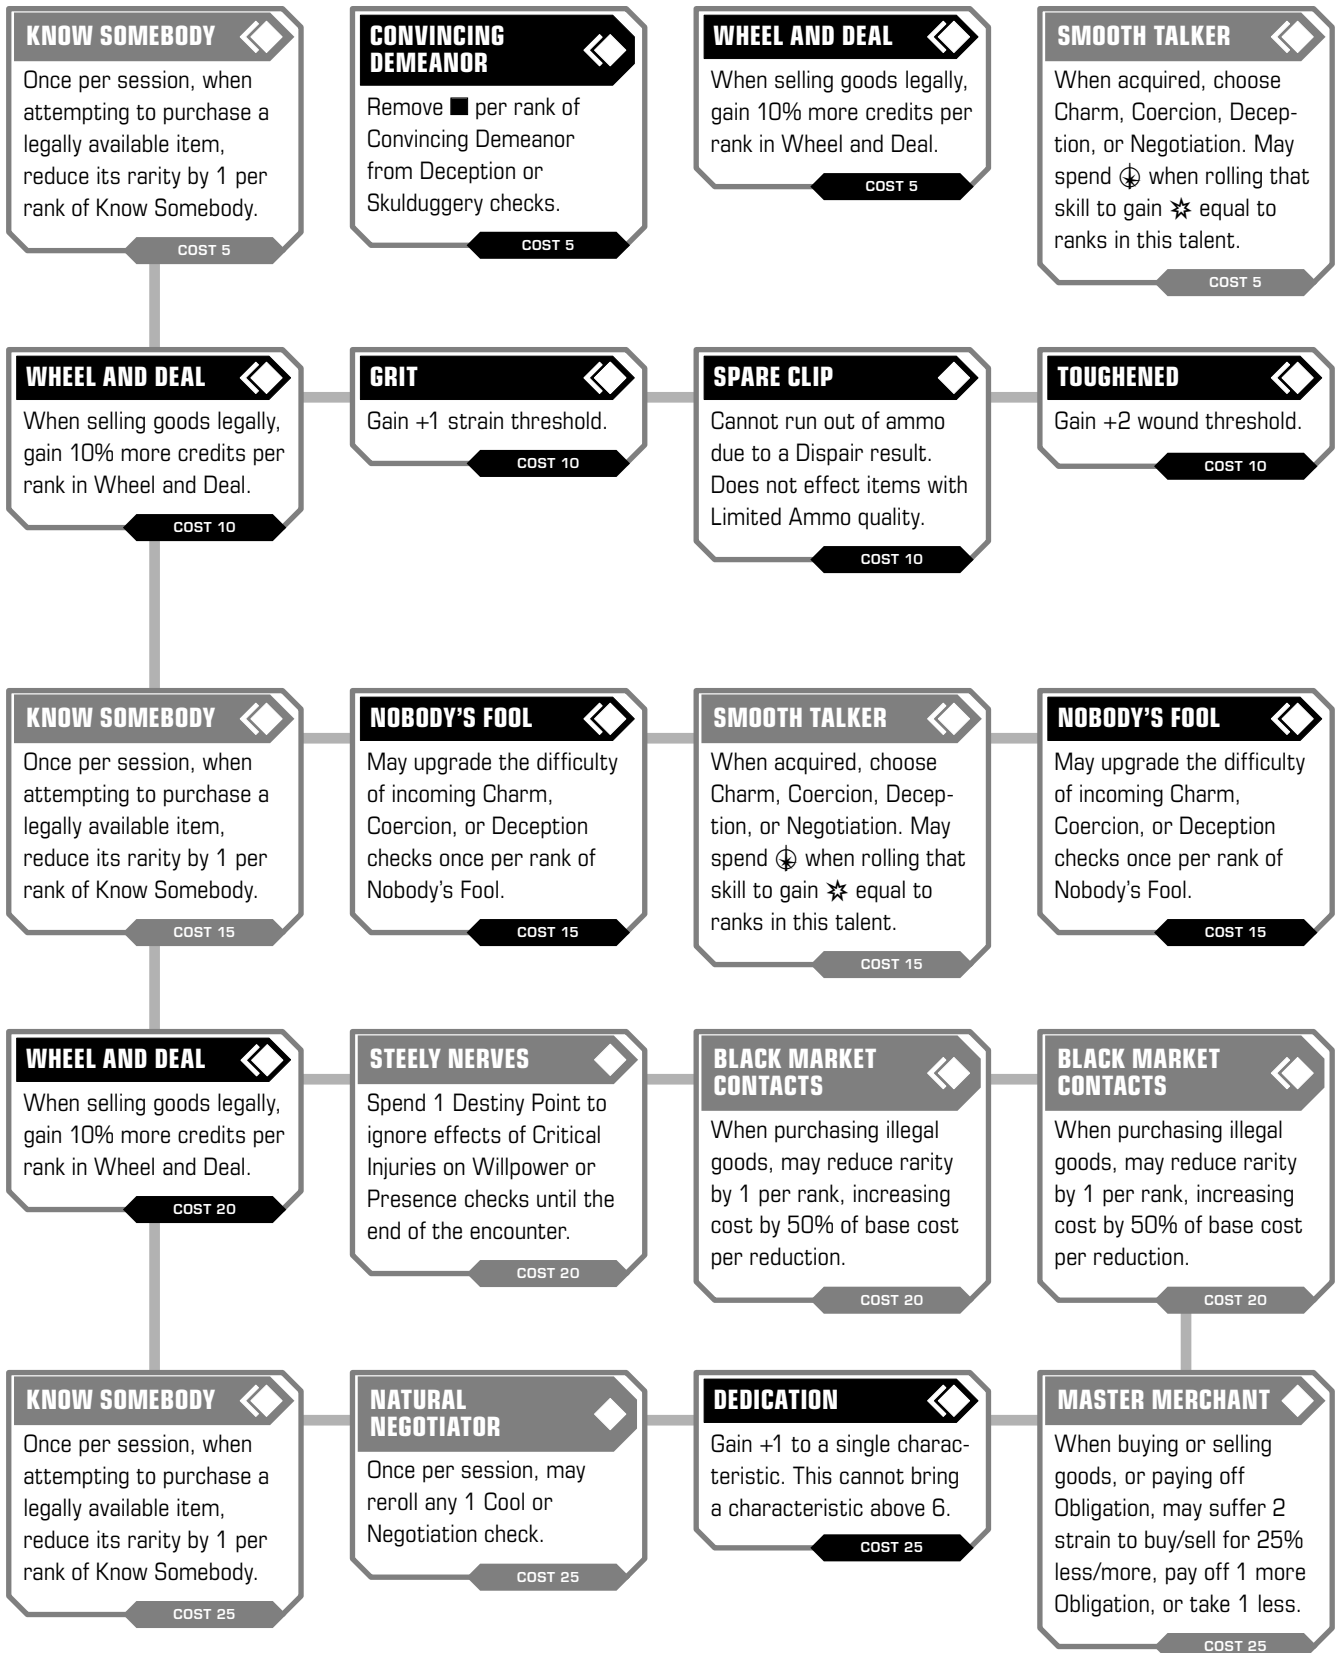 KNOW SOMEBODY
Once per session, when
attempting to purchase a
legally available item,
reduce its rarity by 1 per
rank of Know Somebody.
COST 5
CONVINCING
DEMEANOR
Remove ■ per rank of
Convincing Demeanor
from Deception or
Skulduggery checks.
COST 5
WHEEL AND DEAL
When selling goods legally,
gain 10% more credits per
rank in Wheel and Deal.
COST 5
SMOOTH TALKER
When acquired, choose
Charm, Coercion, Decep-
tion, or Negotiation. May
spend when rolling that
skill to gain equal to
ranks in this talent.
COST 5
WHEEL AND DEAL
When selling goods legally,
gain 10% more credits per
rank in Wheel and Deal.
COST 10
GRIT
Gain +1 strain threshold.
COST 10
SPARE CLIP
Cannot run out of ammo
due to a Dispair result.
Does not effect items with
Limited Ammo quality.
COST 10
TOUGHENED
Gain +2 wound threshold.
COST 10
KNOW SOMEBODY
Once per session, when
attempting to purchase a
legally available item,
reduce its rarity by 1 per
rank of Know Somebody.
COST 15
NOBODY'S FOOL
May upgrade the difficulty
of incoming Charm,
Coercion, or Deception
checks once per rank of
Nobody's Fool.
COST 15
SMOOTH TALKER
When acquired, choose
Charm, Coercion, Decep-
tion, or Negotiation. May
spend when rolling that
skill to gain equal to
ranks in this talent.
COST 15
NOBODY'S FOOL
May upgrade the difficulty
of incoming Charm,
Coercion, or Deception
checks once per rank of
Nobody's Fool.
COST 15
WHEEL AND DEAL
When selling goods legally,
gain 10% more credits per
rank in Wheel and Deal.
COST 20
STEELY NERVES
Spend 1 Destiny Point to
ignore effects of Critical
Injuries on Willpower or
Presence checks until the
end of the encounter.
COST 20
BLACK MARKET
CONTACTS
When purchasing illegal
goods, may reduce rarity
by 1 per rank, increasing
cost by 50% of base cost
per reduction.
COST 20
BLACK MARKET
CONTACTS
When purchasing illegal
goods, may reduce rarity
by 1 per rank, increasing
cost by 50% of base cost
per reduction.
COST 20
KNOW SOMEBODY
Once per session, when
attempting to purchase a
legally available item,
reduce its rarity by 1 per
rank of Know Somebody.
COST 25
NATURAL
NEGOTIATOR
Once per session, may
reroll any 1 Cool or
Negotiation check.
COST 25
DEDICATION
Gain +1 to a single charac-
teristic. This cannot bring
a characteristic above 6.
COST 25
MASTER MERCHANT
When buying or selling
goods, or paying off
Obligation, may suffer 2
strain to buy/sell for 25%
less/more, pay off 1 more
Obligation, or take 1 less.
COST 25